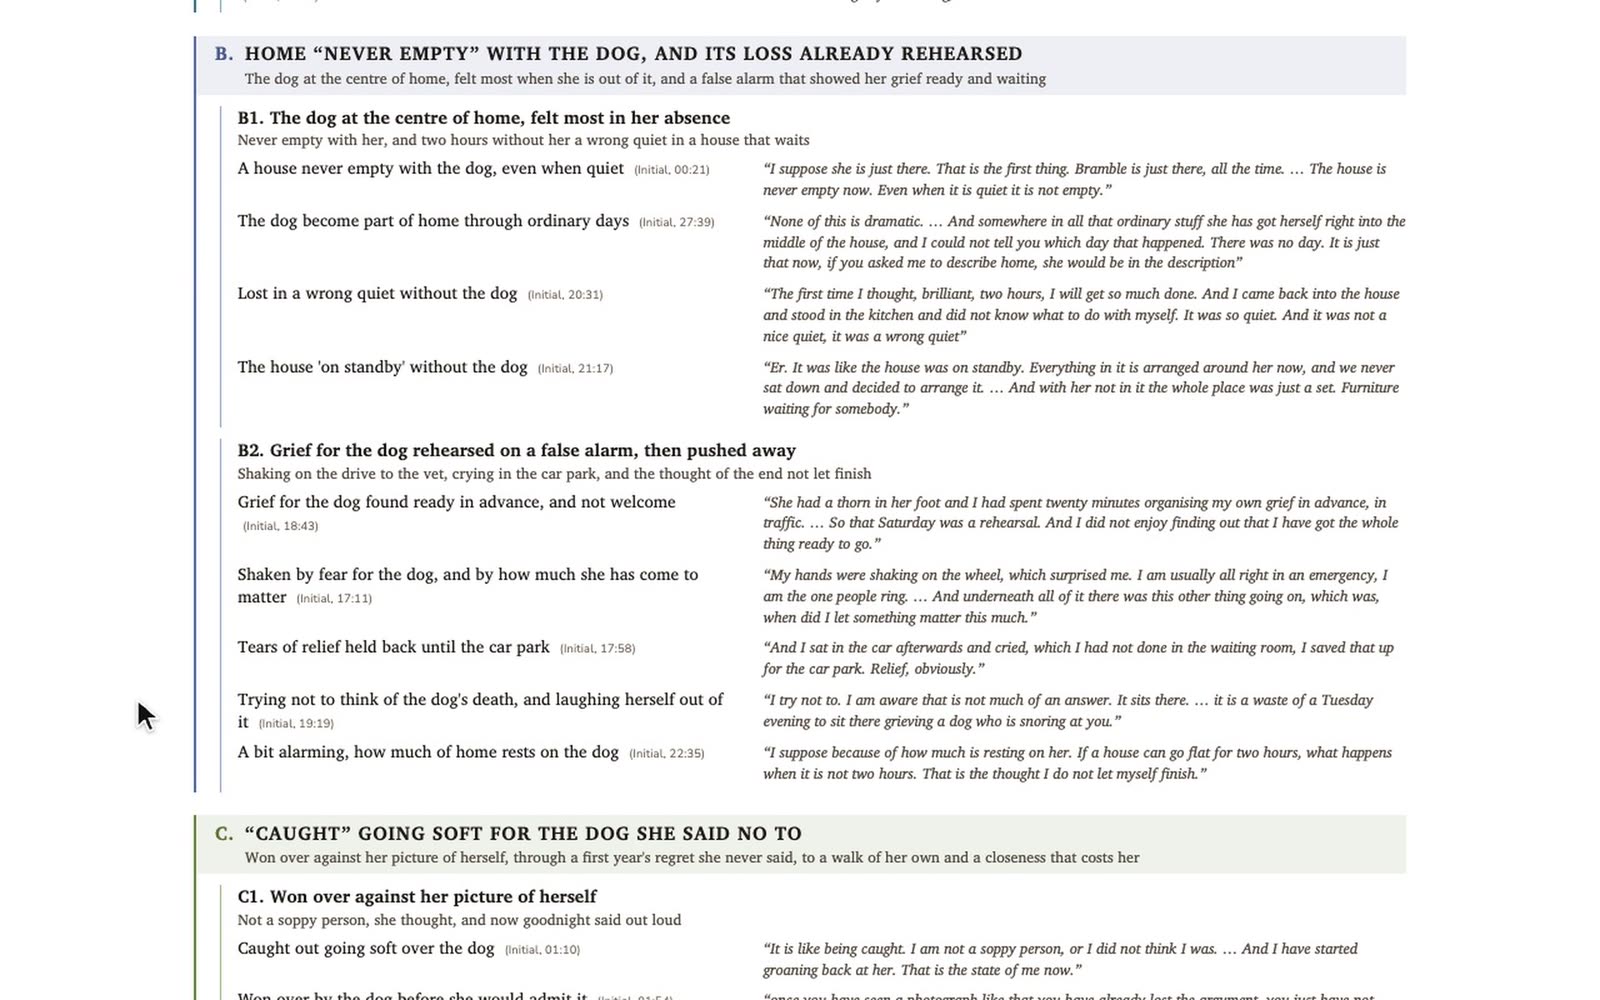 B. HOME “NEVER EMPTY” WITH THE DOG, AND ITS LOSS ALREADY REHEARSED
The dog at the centre of home, felt most when she is out of it, and a false alarm that showed her grief ready and waiting
B1. The dog at the centre of home, felt most in her absence
Never empty with her, and two hours without her a wrong quiet in a house that waits
A house never empty with the dog, even when quiet (Initial, 00:21)
“I suppose she is just there. That is the first thing. Bramble is just there, all the time. … The house is
never empty now. Even when it is quiet it is not empty.”
The dog become part of home through ordinary days (Initial, 27:39)
“None of this is dramatic. … And somewhere in all that ordinary stuff she has got herself right into the
middle of the house, and I could not tell you which day that happened. There was no day. It is just
that now, if you asked me to describe home, she would be in the description”
Lost in a wrong quiet without the dog (Initial, 20:31)
“The first time I thought, brilliant, two hours, I will get so much done. And I came back into the house
and stood in the kitchen and did not know what to do with myself. It was so quiet. And it was not a
nice quiet, it was a wrong quiet”
The house 'on standby' without the dog (Initial, 21:17)
“Er. It was like the house was on standby. Everything in it is arranged around her now, and we never
sat down and decided to arrange it. … And with her not in it the whole place was just a set. Furniture
waiting for somebody.”
B2. Grief for the dog rehearsed on a false alarm, then pushed away
Shaking on the drive to the vet, crying in the car park, and the thought of the end not let finish
Grief for the dog found ready in advance, and not welcome
(Initial, 18:43)
“She had a thorn in her foot and I had spent twenty minutes organising my own grief in advance, in
traffic. … So that Saturday was a rehearsal. And I did not enjoy finding out that I have got the whole
thing ready to go.”
Shaken by fear for the dog, and by how much she has come to
matter (Initial, 17:11)
“My hands were shaking on the wheel, which surprised me. I am usually all right in an emergency, I
am the one people ring. … And underneath all of it there was this other thing going on, which was,
when did I let something matter this much.”
Tears of relief held back until the car park (Initial, 17:58)
“And I sat in the car afterwards and cried, which I had not done in the waiting room, I saved that up
for the car park. Relief, obviously.”
Trying not to think of the dog's death, and laughing herself out of
it (Initial, 19:19)
“I try not to. I am aware that is not much of an answer. It sits there. … it is a waste of a Tuesday
evening to sit there grieving a dog who is snoring at you.”
A bit alarming, how much of home rests on the dog (Initial, 22:35)
“I suppose because of how much is resting on her. If a house can go flat for two hours, what happens
when it is not two hours. That is the thought I do not let myself finish.”
C. “CAUGHT” GOING SOFT FOR THE DOG SHE SAID NO TO
Won over against her picture of herself, through a first year's regret she never said, to a walk of her own and a closeness that costs her
C1. Won over against her picture of herself
Not a soppy person, she thought, and now goodnight said out loud
Caught out going soft over the dog (Initial, 01:10)
“It is like being caught. I am not a soppy person, or I did not think I was. … And I have started
groaning back at her. That is the state of me now.”
Won over by the dog before she would admit it (Initial, 01:54)
“once you have seen a photograph like that you have already lost the argument, you just have not